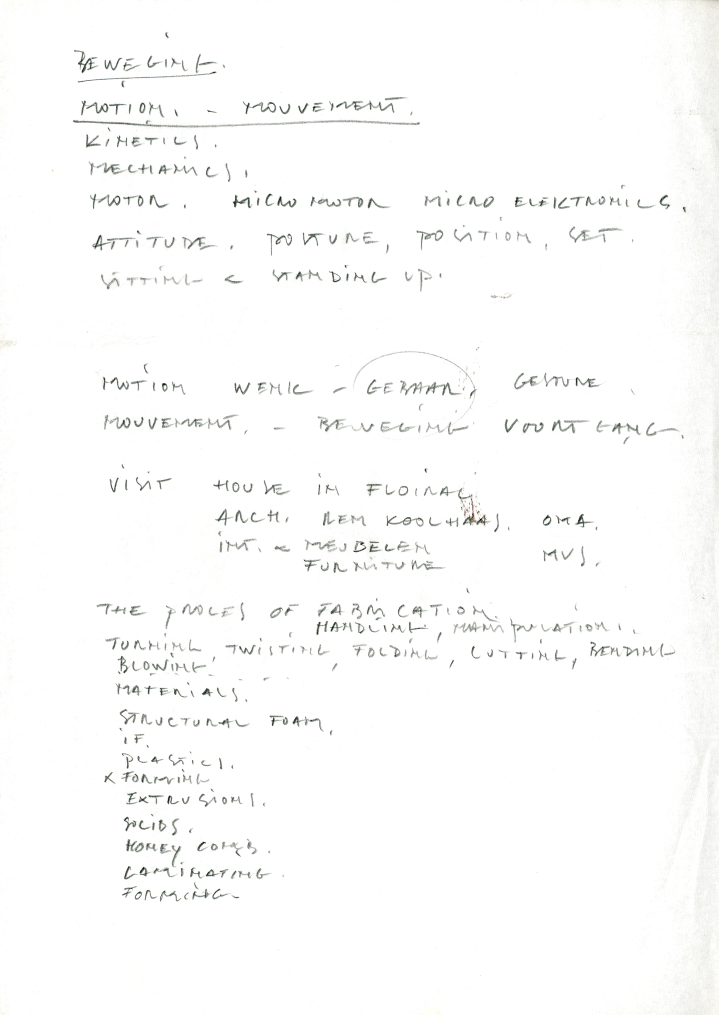 BEWEGING.
MOTION. - MOUVEMENT.
KINETICS.
MECHANICS.
MOTOR. MICRO MOTOR MICRO ELEKTRONICS.
ATTITUDE. POSTURE, POSITION, SET.
SITTING < STANDING UP.
MOTION WENK - GEBAAR, GESTURE.
MOUVEMENT. - BEWEGING VOORTGANG.
VISIT HOUSE IN FLOIRAC
ARCH. REM KOOLHAAS. OMA.
INT. < MEUBELEN MVS.
FURNITURE
THE PROCES OF FABRICATION.
HANDLING, MANIPULATION.
TURNING, TWISTING, FOLDING, CUTTING, BENDING
BLOWING.
MATERIALS.
STRUCTURAL FOAM.
IF.
PLASTICS.
< FORMING
EXTRUSIONS.
SOLIDS.
HONEY COMB.
LAMINATING.
FORMING